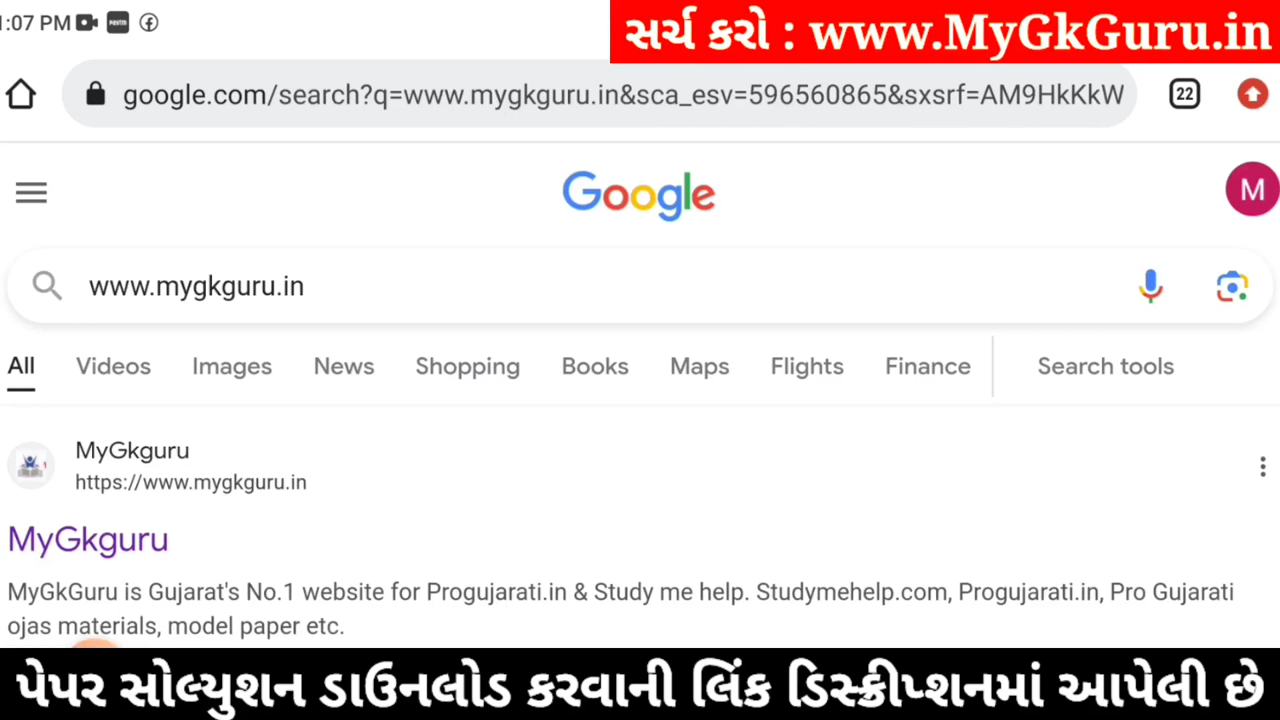 1:07 PM
સર્ચ કરો : www.MyGkGuru.in
google.com/search?q=www.mygkguru.in&sca_esv=596560865&sxsrf=AM9HkKkW
22
Google
M
www.mygkguru.in
All Videos Images News Shopping Books Maps Flights Finance Search tools
MyGkguru
https://www.mygkguru.in
MyGkguru
MyGkGuru is Gujarat's No.1 website for Progujarati.in & Study me help. Studymehelp.com, Progujarati.in, Pro Gujarati
ojas materials, model paper etc.
પેપર સોલ્યુશન ડાઉનલોડ કરવાની લિંક ડિસ્ક્રીપ્શનમાં આપેલી છે